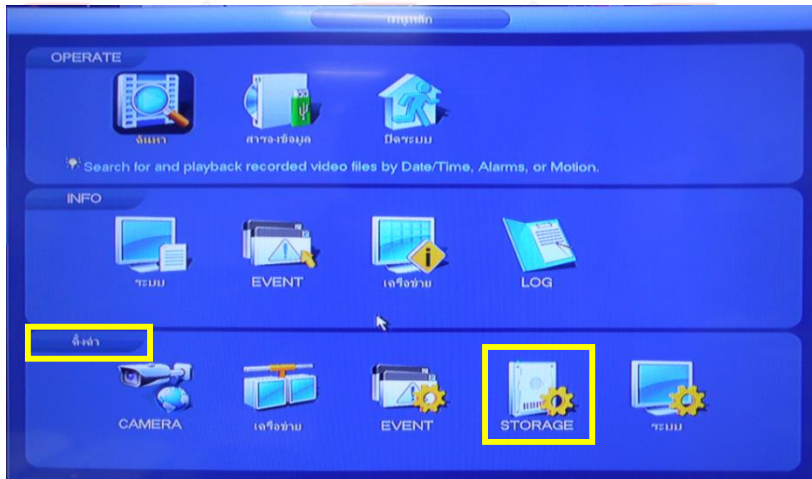 เมนูหลัก
OPERATE
ค้นหา
สำรองข้อมูล
ปิดระบบ
Search for and playback recorded video files by Date/Time, Alarms, or Motion.
INFO
ระบบ
EVENT
เครือข่าย
LOG
ตั้งค่า
CAMERA
เครือข่าย
EVENT
STORAGE
ระบบ